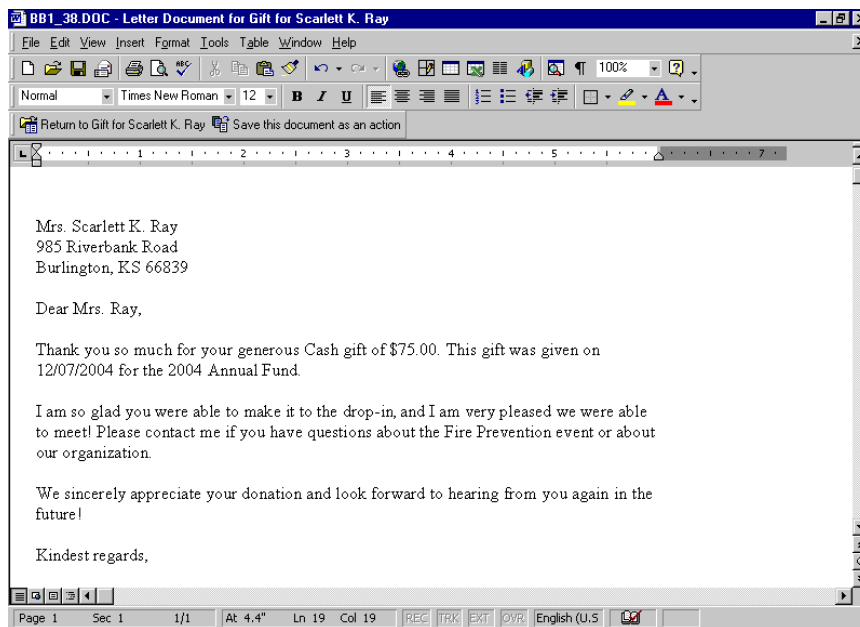 BB1_38.DOC - Letter Document for Gift for Scarlett K. Ray
File Edit View Insert Format Tools Table Window Help
ABC 100%
Normal Times New Roman 12 B I U A
Return to Gift for Scarlett K. Ray Save this document as an action
L 1 2 3 4 5 7
Mrs. Scarlett K. Ray
985 Riverbank Road
Burlington, KS 66839
Dear Mrs. Ray,
Thank you so much for your generous Cash gift of $75.00. This gift was given on
12/07/2004 for the 2004 Annual Fund.
I am so glad you were able to make it to the drop-in, and I am very pleased we were able
to meet! Please contact me if you have questions about the Fire Prevention event or about
our organization.
We sincerely appreciate your donation and look forward to hearing from you again in the
future!
Kindest regards,
Page 1 Sec 1 1/1 At 4.4" Ln 19 Col 19 REC TRK EXT OVR English (U.S